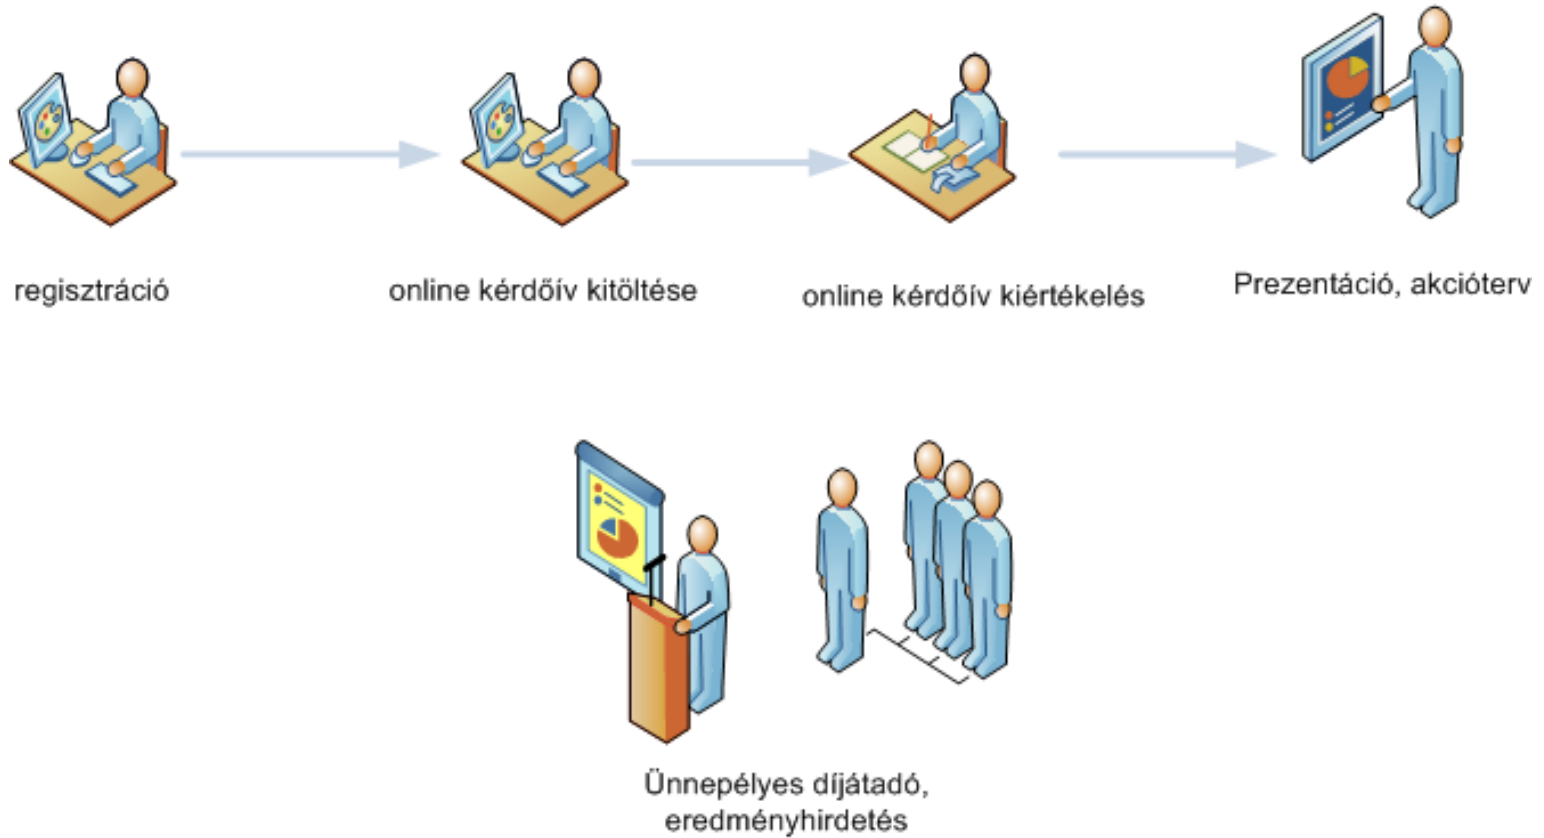 regisztráció
online kérdőív kitöltése
online kérdőív kiértékelés
Prezentáció, akcióterv
Ünnepélyes díjátadó,
eredményhirdetés